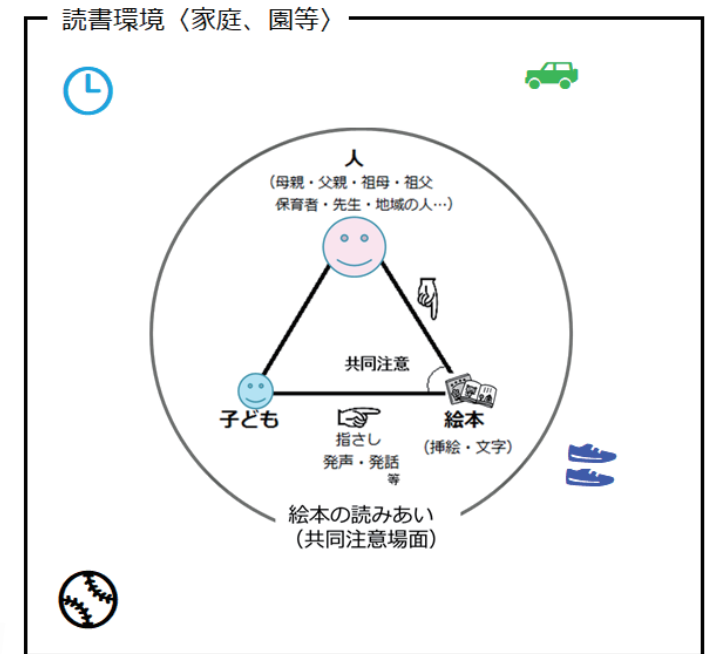 読書環境〈家庭、園等〉
人
（母親・父親・祖母・祖父
保育者・先生・地域の人…）
共同注意
子ども
絵本
指さし
（挿絵・文字）
発声・発話
等
絵本の読みあい
（共同注意場面）